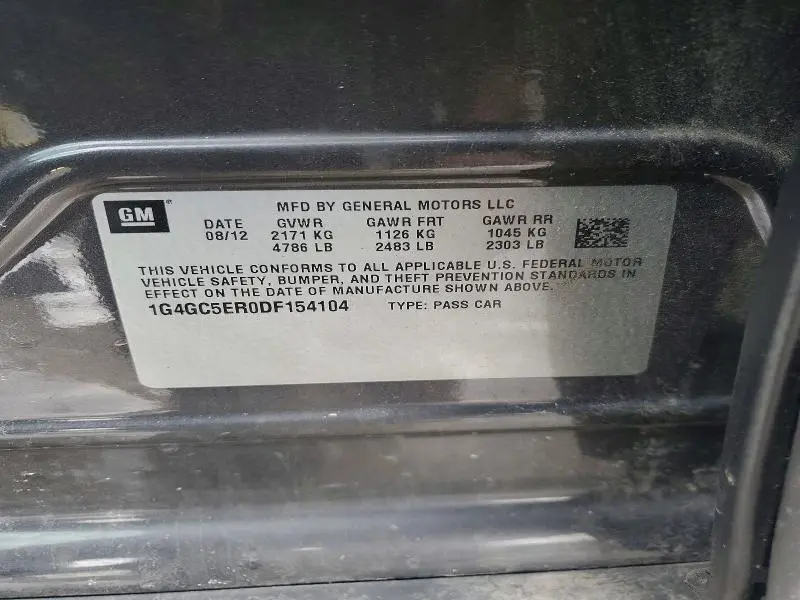 GM
MFD BY GENERAL MOTORS LLC
DATE GVWR GAWR FRT GAWR RR
08/12 2171 KG 1126 KG 1045 KG
4786 LB 2483 LB 2303 LB
THIS VEHICLE CONFORMS TO ALL APPLICABLE U.S. FEDERAL MOTOR
VEHICLE SAFETY, BUMPER, AND THEFT PREVENTION STANDARDS IN
EFFECT ON THE DATE OF MANUFACTURE SHOWN ABOVE.
1G4GC5ER0DF154104 TYPE: PASS CAR